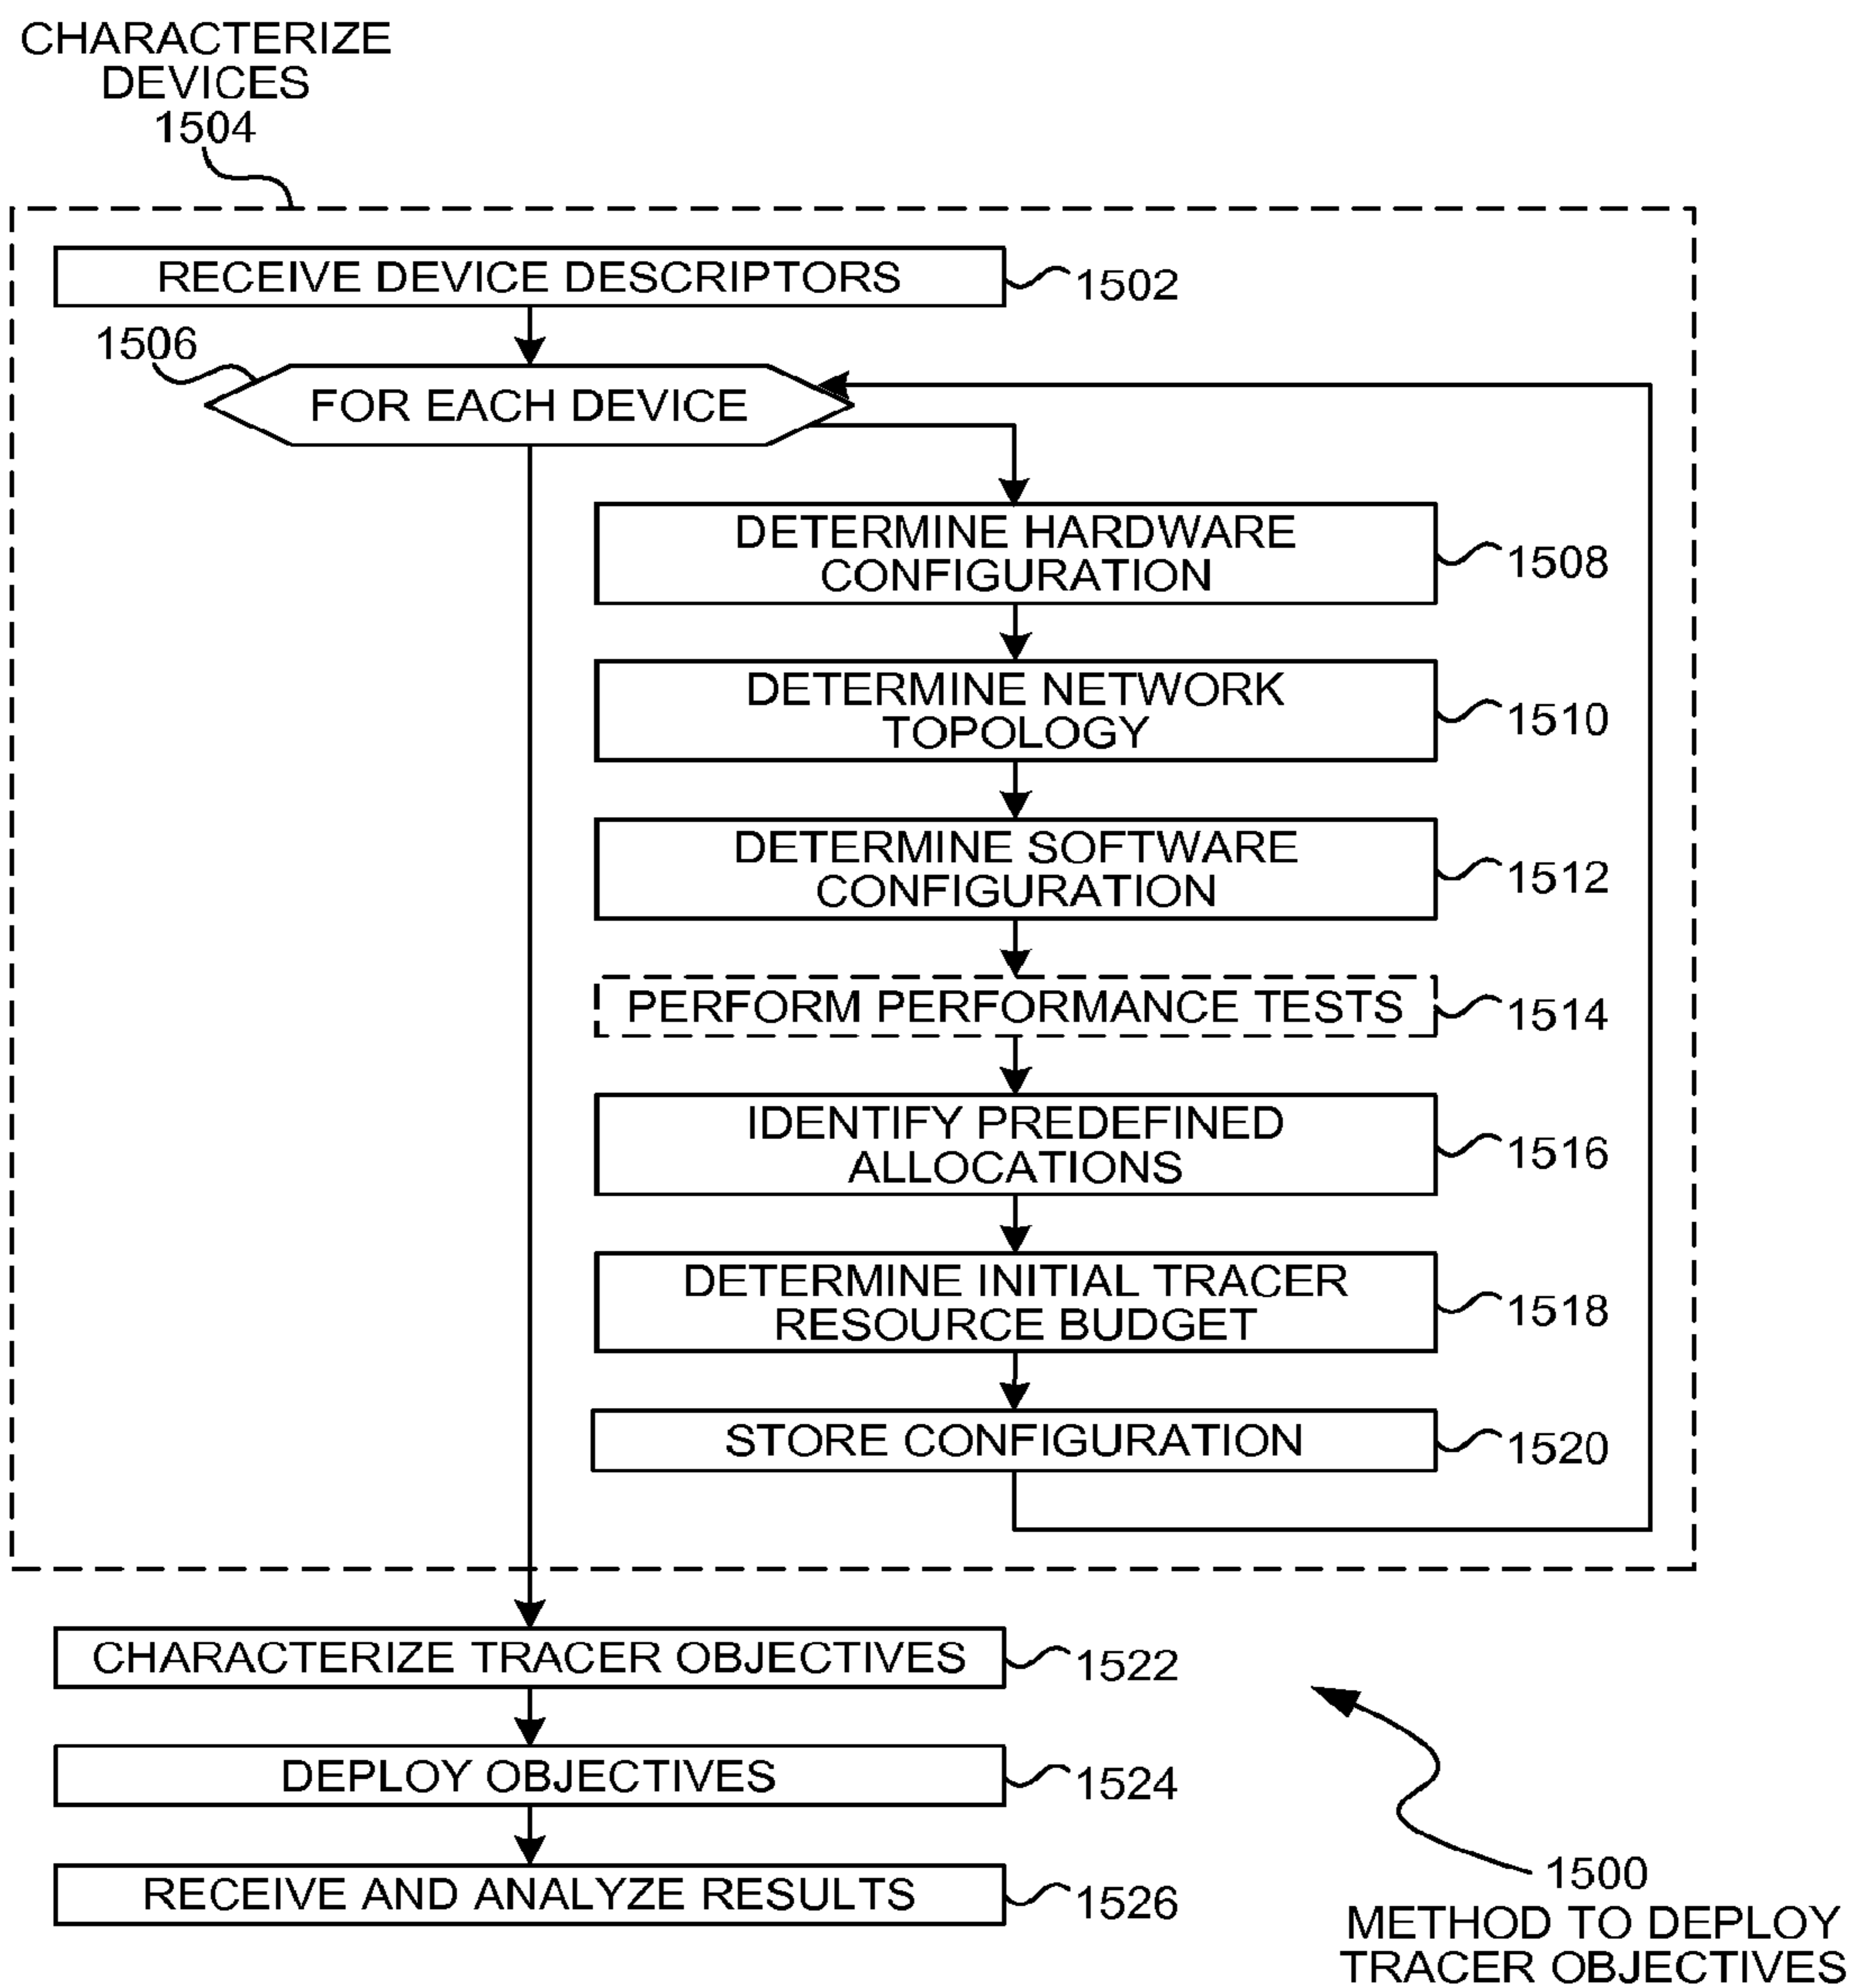 CHARACTERIZE
DEVICES
1504
RECEIVE DEVICE DESCRIPTORS
1502
1506
FOR EACH DEVICE
DETERMINE HARDWARE
CONFIGURATION
1508
DETERMINE NETWORK
TOPOLOGY
1510
DETERMINE SOFTWARE
CONFIGURATION
1512
PERFORM PERFORMANCE TESTS
1514
IDENTIFY PREDEFINED
ALLOCATIONS
1516
DETERMINE INITIAL TRACER
RESOURCE BUDGET
1518
STORE CONFIGURATION
1520
CHARACTERIZE TRACER OBJECTIVES
1522
DEPLOY OBJECTIVES
1524
RECEIVE AND ANALYZE RESULTS
1526
1500
METHOD TO DEPLOY
TRACER OBJECTIVES